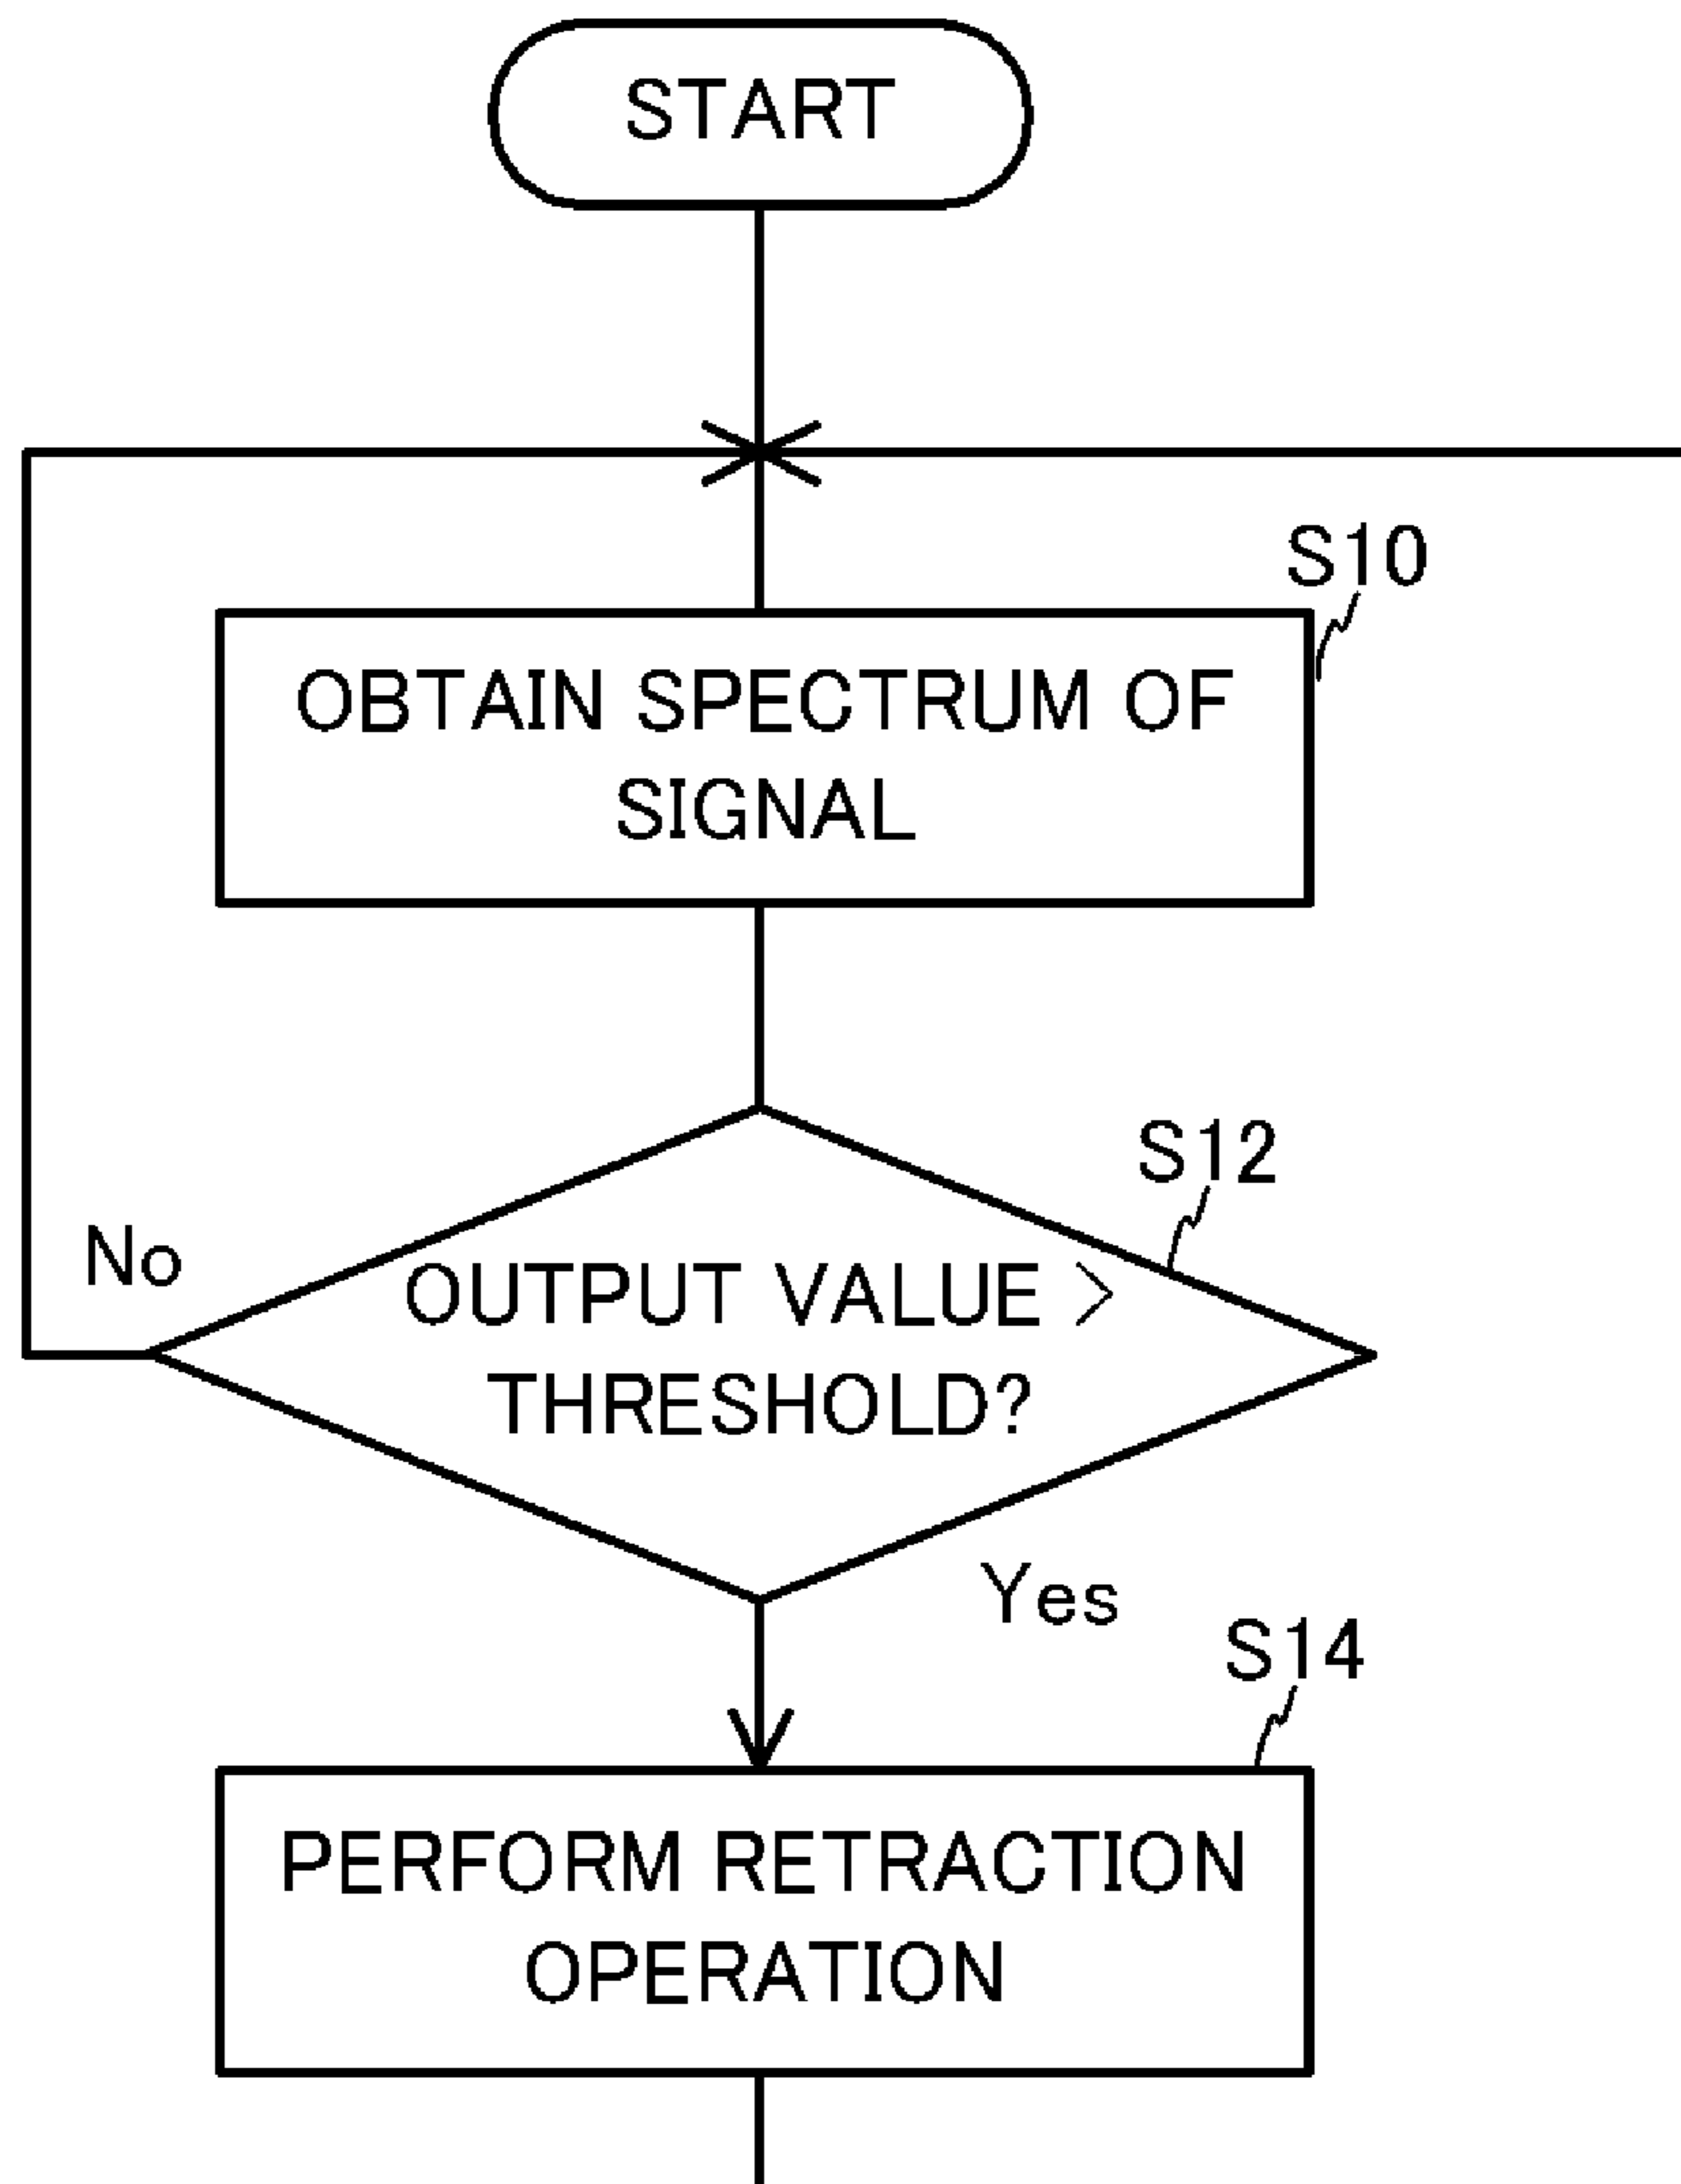 START
S10
OBTAIN SPECTRUM OF
SIGNAL
S12
No
OUTPUT VALUE >
THRESHOLD?
Yes
S14
PERFORM RETRACTION
OPERATION